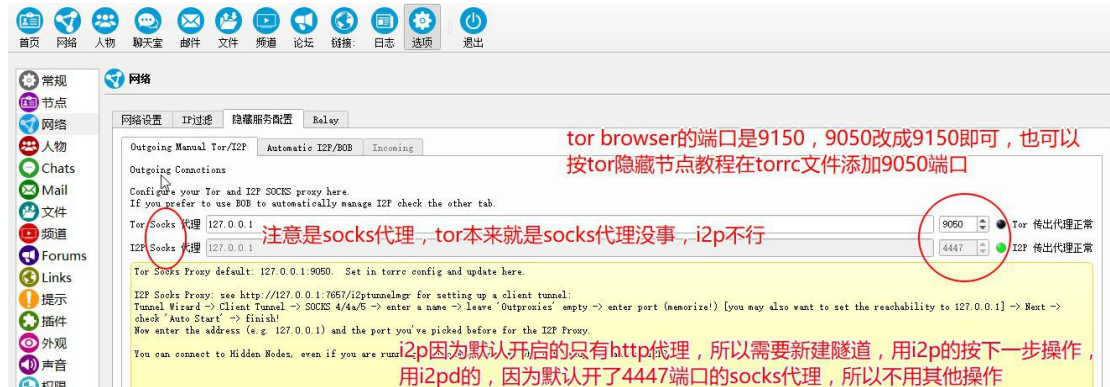 首页 网络 人物 聊天室 邮件 文件 频道 论坛 链接: 日志 选项 退出
常规
节点
网络
人物
Chats
Mail
文件
频道
Forums
Links
提示
插件
外观
声音
网络
网络设置 IP过滤 隐藏服务配置 Relay
Outgoing Manual Tor/I2P Automatic I2P/BOB Incoming
tor browser的端口是9150，9050改成9150即可，也可以
按tor隐藏节点教程在torrc文件添加9050端口
Outgoing Connctions
Configure your Tor and I2P SOCKS proxy here.
If you prefer to use BOB to automatically manage I2P check the other tab.
Tor Socks 代理 127.0.0.1 9050 Tor 传出代理正常
注意是socks代理，tor本来就是socks代理没事，i2p不行
I2P Socks 代理 127.0.0.1 4447 I2P 传出代理正常
Tor Socks Proxy default: 127.0.0.1:9050. Set in torrc config and update here.
I2P Socks Proxy: see http://127.0.0.1:7657/i2ptunnelmgr for setting up a client tunnel:
Tunnel Wizard -> Client Tunnel -> SOCKS 4/4a/5 -> enter a name -> leave 'Outproxies' empty -> enter port (memorize!) [you may also want to set the reachability to 127.0.0.1] -> Next ->
check 'Auto Start' -> finish!
Now enter the address (e.g. 127.0.0.1) and the port you've picked before for the I2P Proxy.
You can connect to Hidden Nodes, even if you are
i2p因为默认开启的只有http代理，所以需要新建隧道，用i2p的按下一步操作，
用i2pd的，因为默认开了4447端口的socks代理，所以不用其他操作